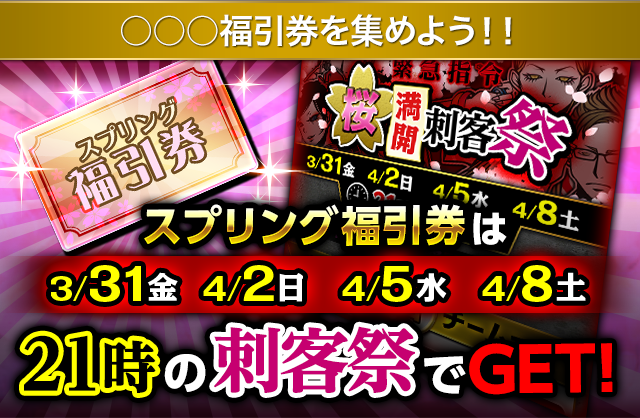 ○○○福引券を集めよう!!
スプリング
福引券
緊急指令
桜満開刺客祭
3/31金 4/2日 4/5水 4/8土
スプリング福引券は
3/31金 4/2日 4/5水 4/8土
21時の刺客祭でGET!